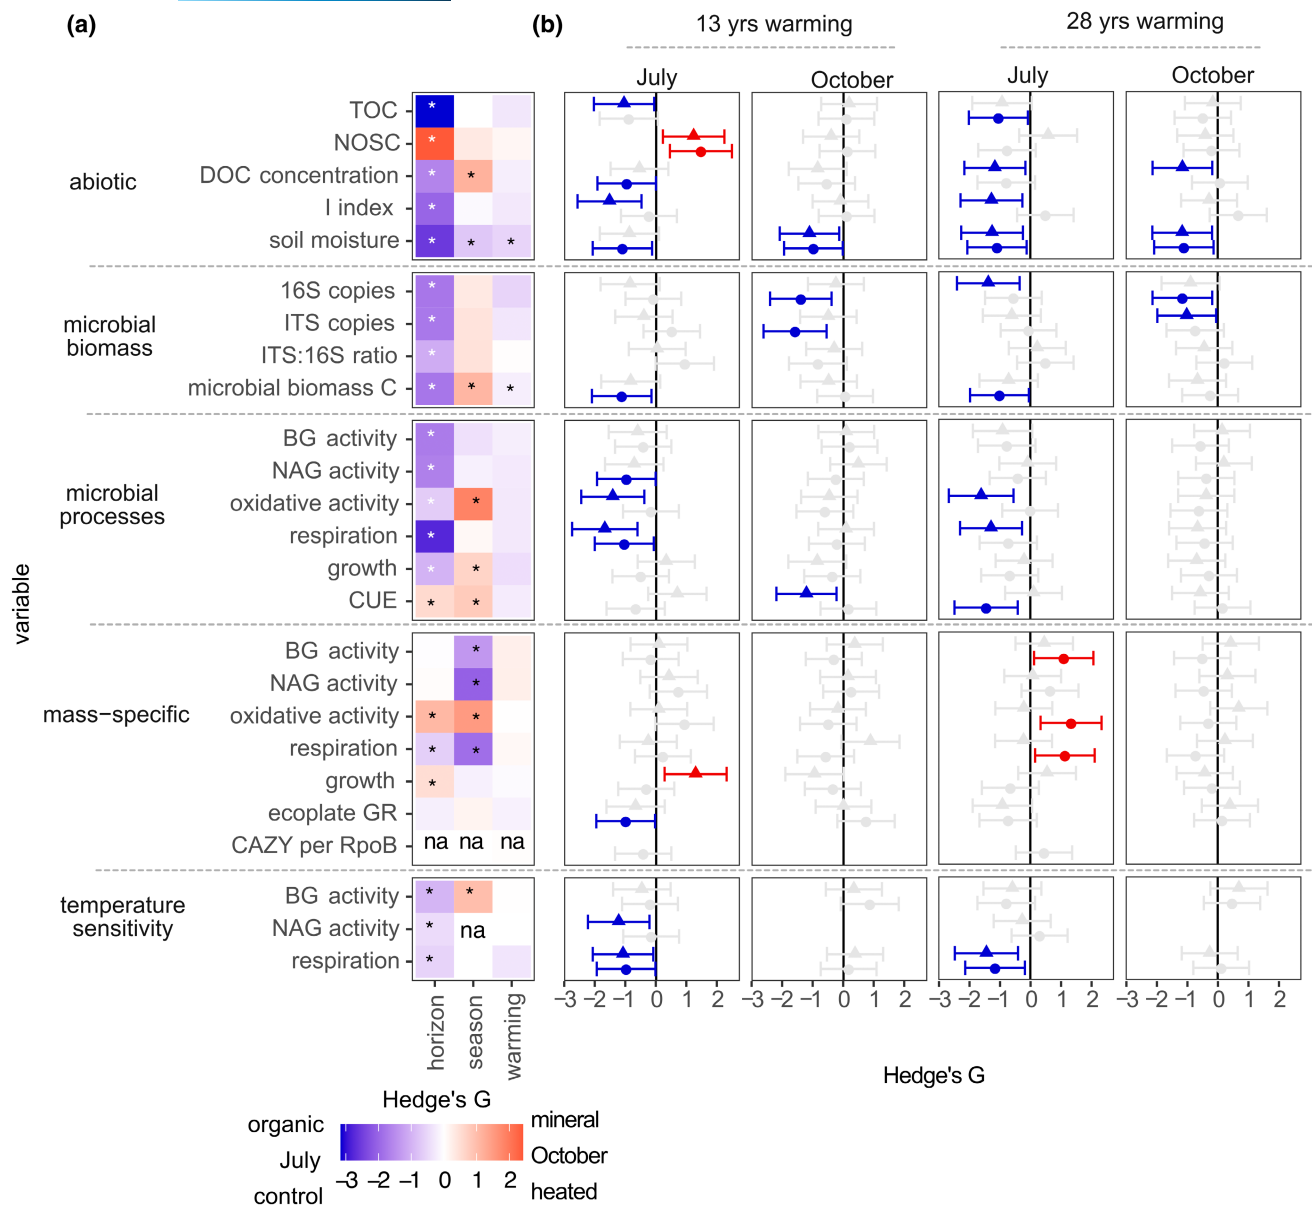 (a)
(b)
13 yrs warming
28 yrs warming
July
October
July
October
variable
abiotic
TOC *
NOSC *
DOC concentration * *
I index *
soil moisture * * *
microbial
biomass
16S copies *
ITS copies *
ITS:16S ratio *
microbial biomass C * * *
microbial
processes
BG activity *
NAG activity *
oxidative activity * *
respiration *
growth * *
CUE * *
mass−specific
BG activity *
NAG activity *
oxidative activity * *
respiration * *
growth *
ecoplate GR
CAZY per RpoB na na na
temperature
sensitivity
BG activity * *
NAG activity * na
respiration *
−3 −2 −1 0 1 2
−3 −2 −1 0 1 2
−3 −2 −1 0 1 2
−3 −2 −1 0 1 2
horizon
season
warming
Hedge's G
Hedge's G
organic
July
control
−3 −2 −1 0 1 2
mineral
October
heated